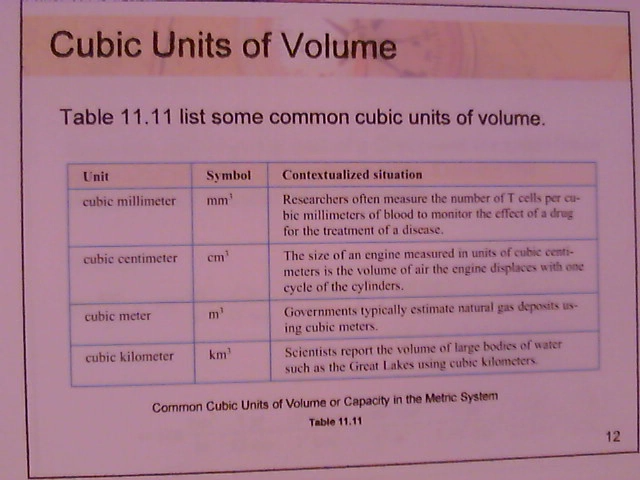 Cubic Units of Volume
Table 11.11 list some common cubic units of volume.
Unit Symbol Contextualized situation
cubic millimeter mm³ Researchers often measure the number of T cells per cu-
bic millimeters of blood to monitor the effect of a drug
for the treatment of a disease.
cubic centimeter cm³ The size of an engine measured in units of cubic centi-
meters is the volume of air the engine displaces with one
cycle of the cylinders.
cubic meter m³ Governments typically estimate natural gas deposits us-
ing cubic meters.
cubic kilometer km³ Scientists report the volume of large bodies of water
such as the Great Lakes using cubic kilometers.
Common Cubic Units of Volume or Capacity in the Metric System
Table 11.11
12